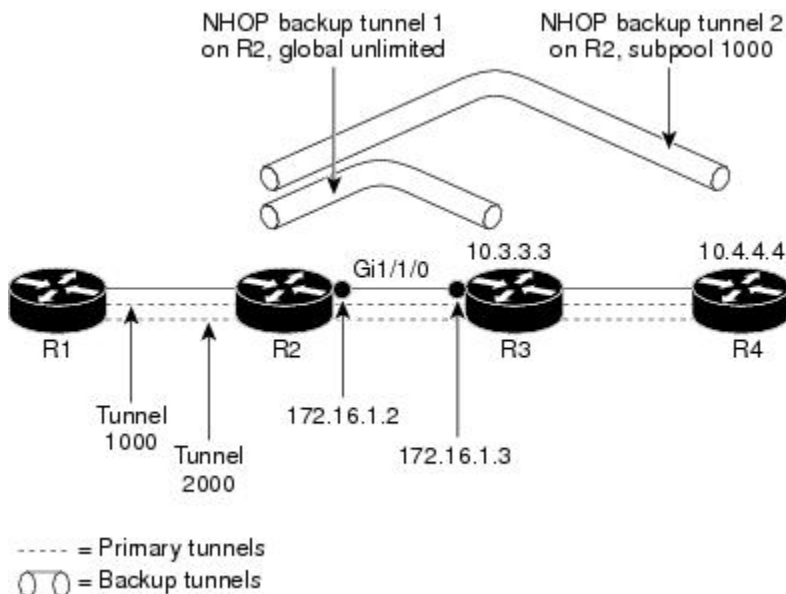 NHOP backup tunnel 1
on R2, global unlimited
NHOP backup tunnel 2
on R2, subpool 1000
Gi1/1/0
10.3.3.3
10.4.4.4
R1
R2
R3
R4
Tunnel
1000
Tunnel
2000
172.16.1.2
172.16.1.3
= Primary tunnels
= Backup tunnels